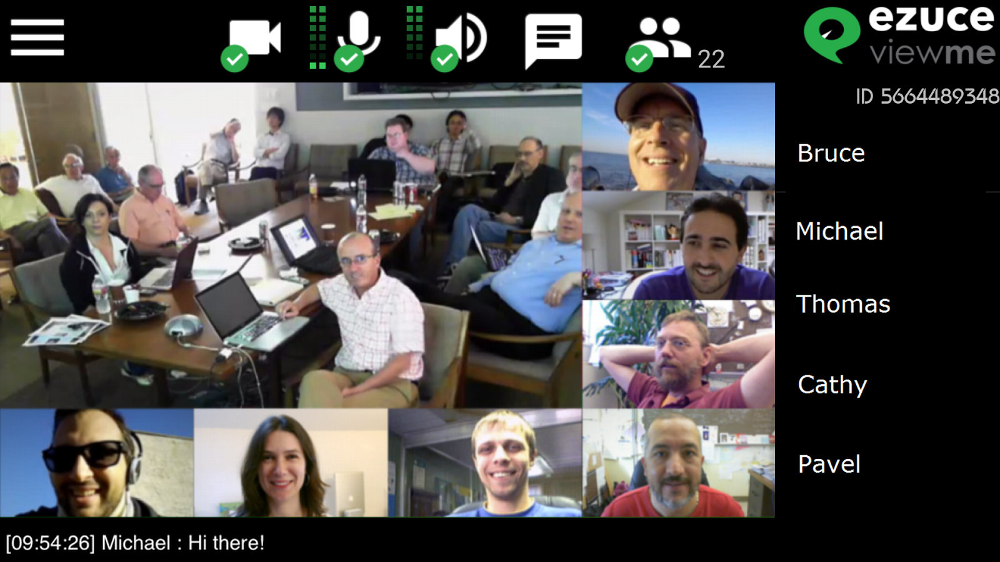 22
ezuce
viewme
ID 5664489348
Bruce
Michael
Thomas
Cathy
Pavel
[09:54:26] Michael : Hi there!